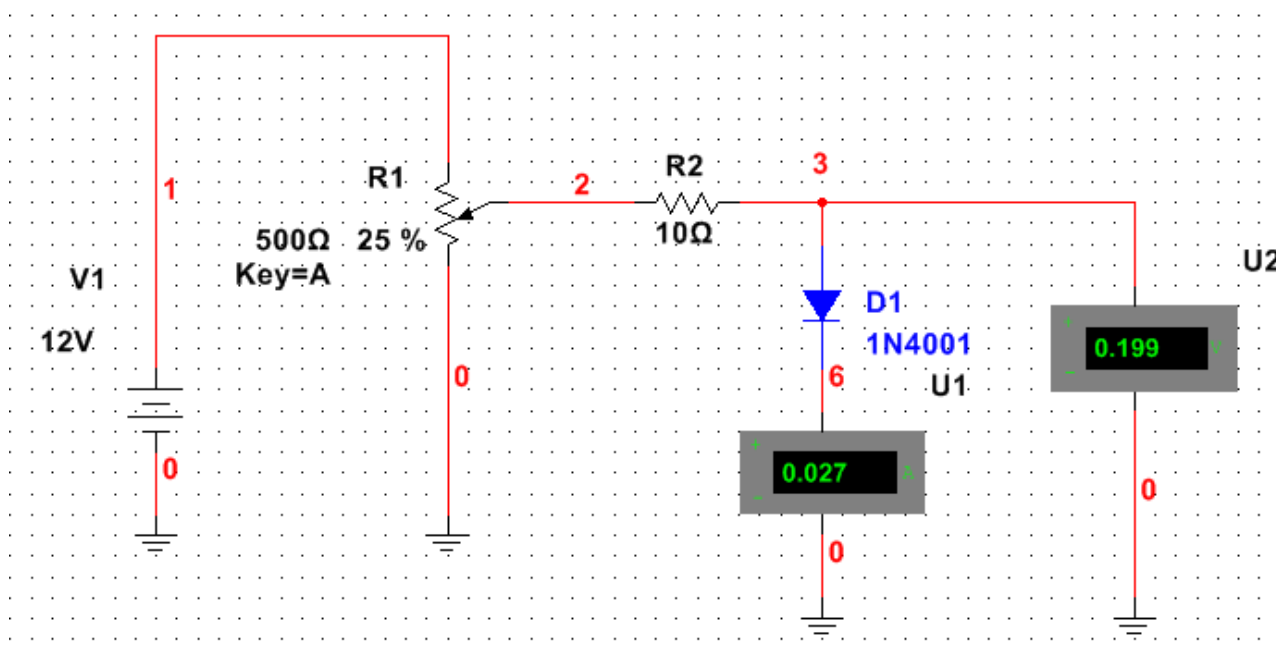 R1
R2
3
1
2
500Ω 25 %
10Ω
Key=A
V1
U2
12V
D1
1N4001
+
0.199 V
-
0
6
U1
+
0.027 A
-
0
0
0